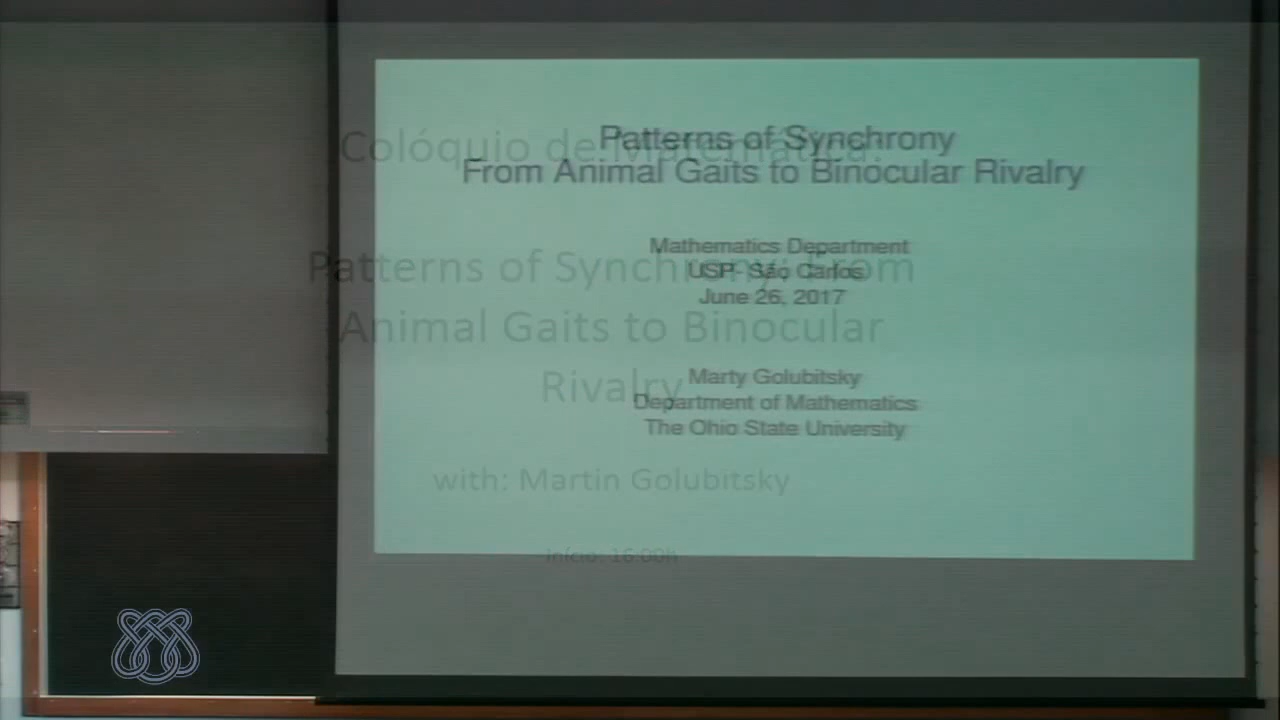 Patterns of Synchrony
From Animal Gaits to Binocular Rivalry
Mathematics Department
USP- São Carlos
June 26, 2017
Marty Golubitsky
Department of Mathematics
The Ohio State University
Colóquio de Matemática:
Patterns of Synchrony: From
Animal Gaits to Binocular
Rivalry
with: Martin Golubitsky
Início: 16:00h